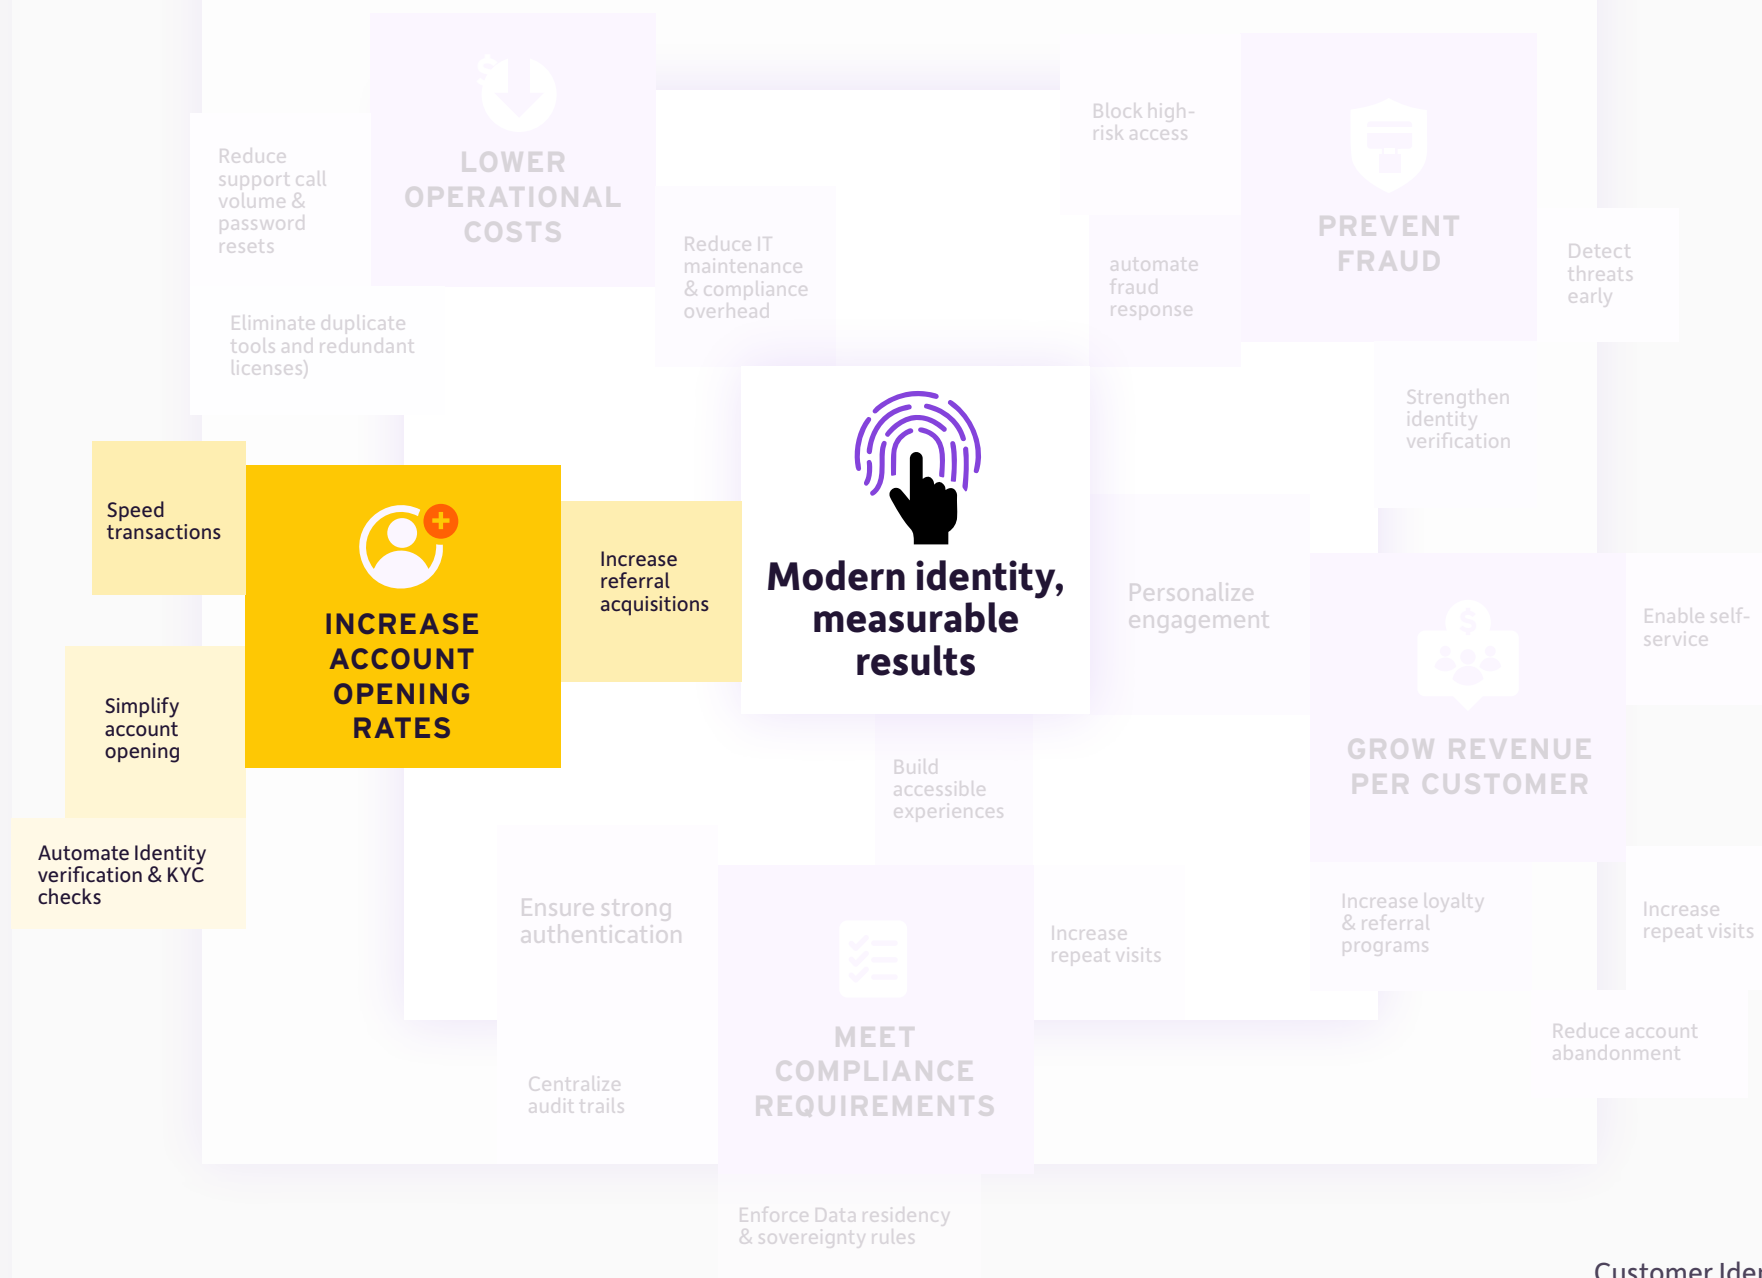 LOWER
OPERATIONAL
COSTS
Reduce
support call
volume &
password
resets
Eliminate duplicate
tools and redundant
licenses)
Reduce IT
maintenance
& compliance
overhead
Block high-
risk access
automate
fraud
response
PREVENT
FRAUD
Detect
threats
early
Strengthen
identity
verification
Speed
transactions
INCREASE
ACCOUNT
OPENING
RATES
Increase
referral
acquisitions
Simplify
account
opening
Automate Identity
verification & KYC
checks
Modern identity,
measurable
results
Personalize
engagement
$
GROW REVENUE
PER CUSTOMER
Enable self-
service
Increase loyalty
& referral
programs
Increase
repeat visits
Reduce account
abandonment
Build
accessible
experiences
Ensure strong
authentication
MEET
COMPLIANCE
REQUIREMENTS
Increase
repeat visits
Centralize
audit trails
Enforce Data residency
& sovereignty rules
Customer